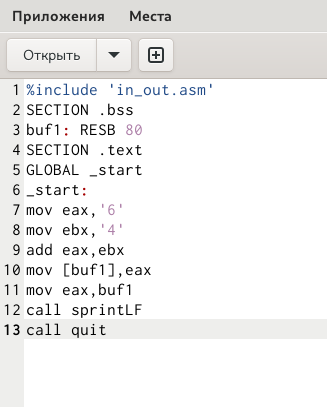 Приложения Места
Открыть
1 %include 'in_out.asm'
2 SECTION .bss
3 buf1: RESB 80
4 SECTION .text
5 GLOBAL _start
6 _start:
7 mov eax,'6'
8 mov ebx,'4'
9 add eax,ebx
10 mov [buf1],eax
11 mov eax,buf1
12 call sprintLF
13 call quit